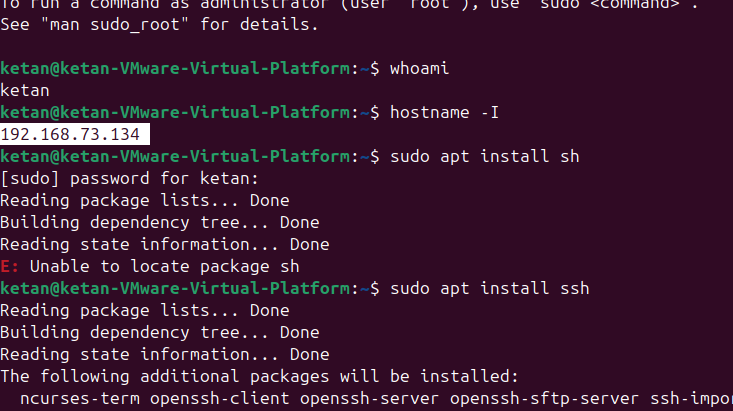 To run a command as administrator (user "root"), use "sudo <command>".
See "man sudo_root" for details.
ketan@ketan-VMware-Virtual-Platform:~$ whoami
ketan
ketan@ketan-VMware-Virtual-Platform:~$ hostname -I
192.168.73.134
ketan@ketan-VMware-Virtual-Platform:~$ sudo apt install sh
[sudo] password for ketan:
Reading package lists... Done
Building dependency tree... Done
Reading state information... Done
E: Unable to locate package sh
ketan@ketan-VMware-Virtual-Platform:~$ sudo apt install ssh
Reading package lists... Done
Building dependency tree... Done
Reading state information... Done
The following additional packages will be installed:
ncurses-term openssh-client openssh-server openssh-sftp-server